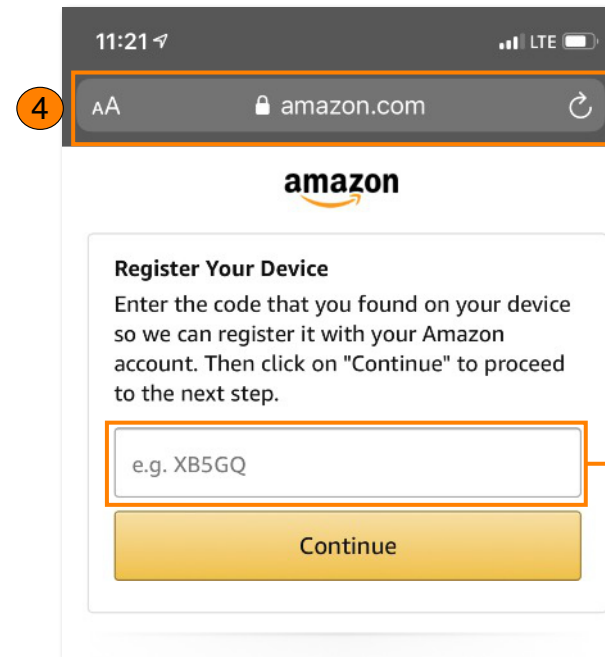 11:21 LTE
4
AA amazon.com
amazon
Register Your Device
Enter the code that you found on your device
so we can register it with your Amazon
account. Then click on "Continue" to proceed
to the next step.
e.g. XB5GQ
Continue